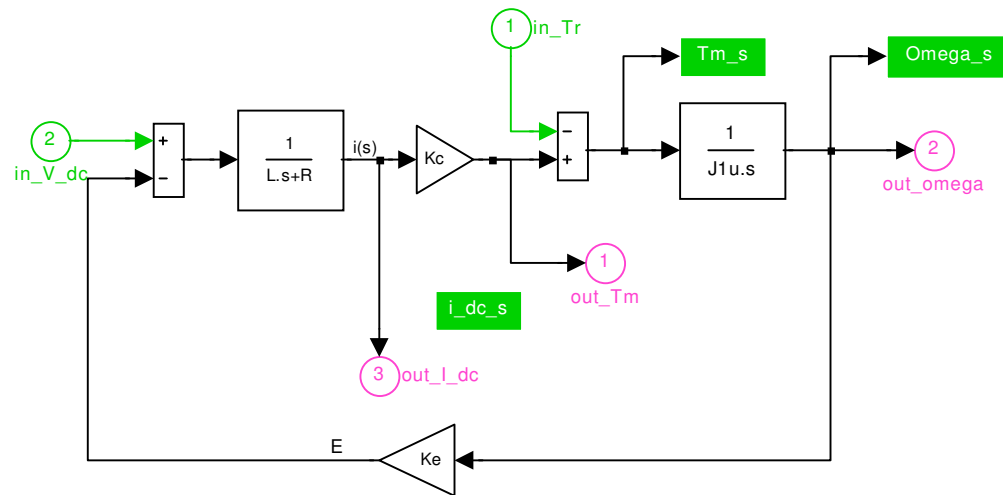 1
in_Tr
Tm_s
Omega_s
2
in_V_dc
+
−
1
L.s+R
i(s)
Kc
−
+
1
J1u.s
2
out_omega
1
out_Tm
i_dc_s
3
out_I_dc
E
Ke